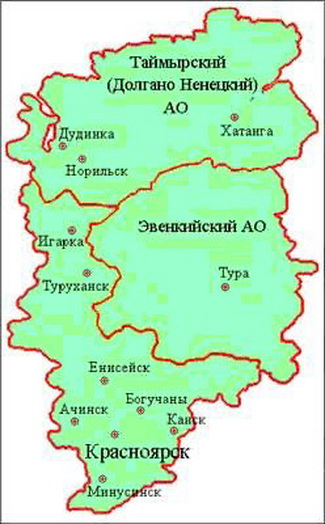 Таймырский
(Долгано Ненецкий)
АО
Хатанга
Дудинка
Норильск
Игарка
Эвенкийский АО
Туруханск
Тура
Енисейск
Богучаны
Ачинск
Канск
Красноярск
Минусинск